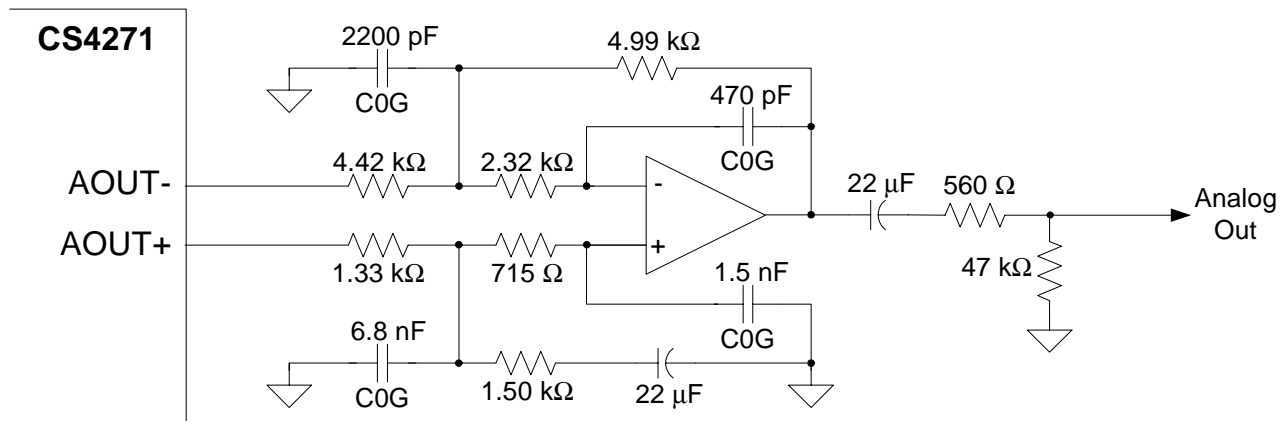 CS4271
2200 pF
C0G
4.99 kΩ
470 pF
C0G
AOUT-
4.42 kΩ
2.32 kΩ
-
22 µF
560 Ω
Analog
Out
AOUT+
1.33 kΩ
715 Ω
+
47 kΩ
1.5 nF
C0G
6.8 nF
C0G
1.50 kΩ
22 µF